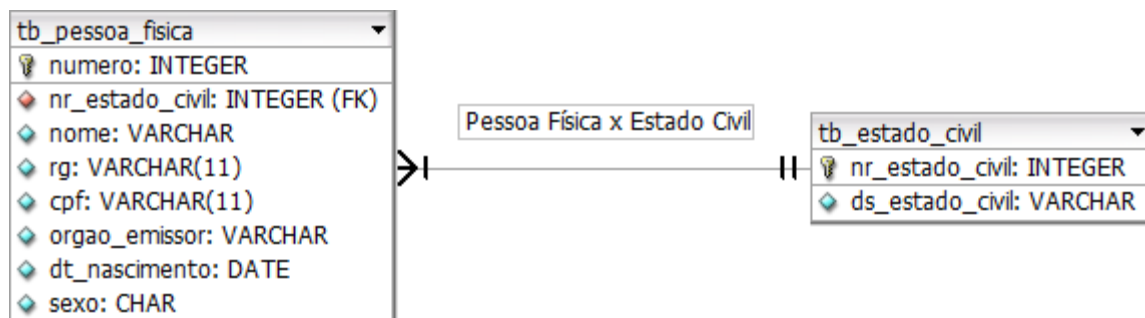 tb_pessoa_fisica
numero: INTEGER
nr_estado_civil: INTEGER (FK)
nome: VARCHAR
rg: VARCHAR(11)
cpf: VARCHAR(11)
orgao_emissor: VARCHAR
dt_nascimento: DATE
sexo: CHAR
Pessoa Física x Estado Civil
tb_estado_civil
nr_estado_civil: INTEGER
ds_estado_civil: VARCHAR